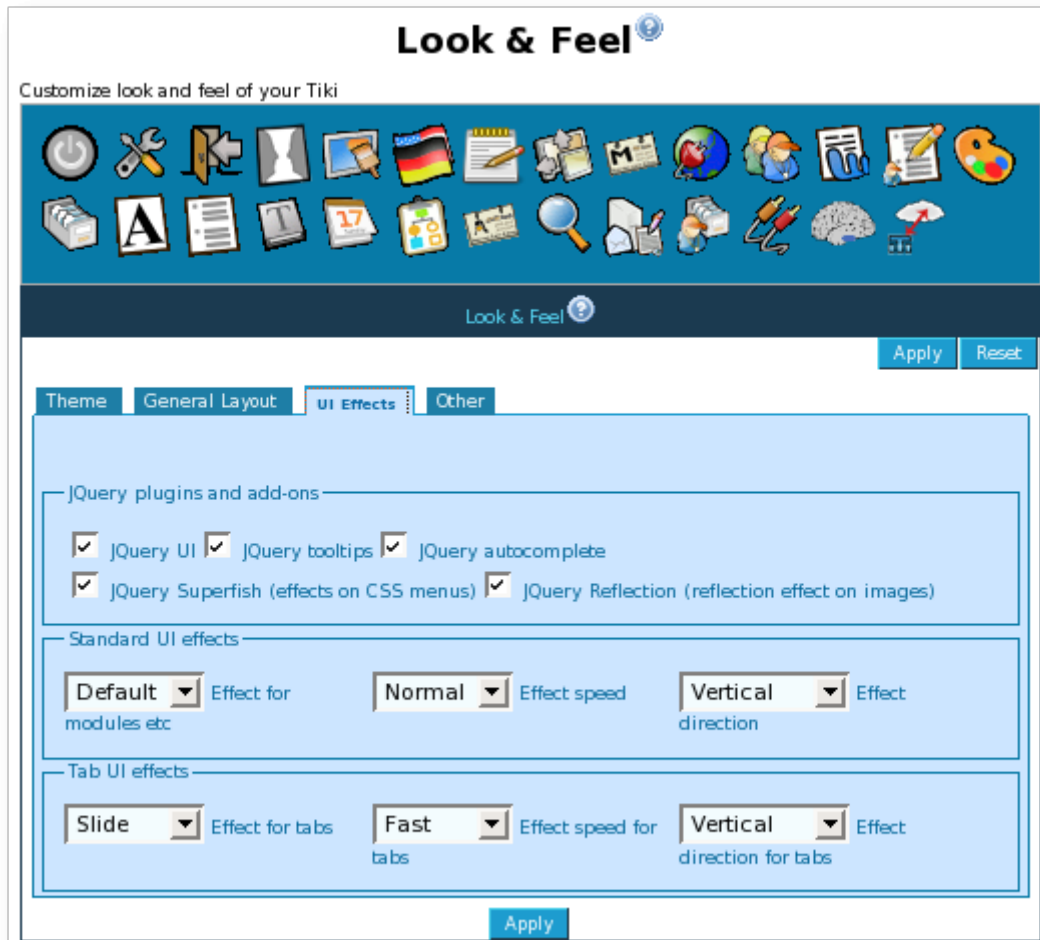 Look & Feel
Customize look and feel of your Tiki
M
A
T
17
Look & Feel
Apply Reset
Theme General Layout UI Effects Other
JQuery plugins and add-ons
JQuery UI JQuery tooltips JQuery autocomplete
JQuery Superfish (effects on CSS menus) JQuery Reflection (reflection effect on images)
Standard UI effects
Default Effect for modules etc
Normal Effect speed
Vertical Effect direction
Tab UI effects
Slide Effect for tabs
Fast Effect speed for tabs
Vertical Effect direction for tabs
Apply